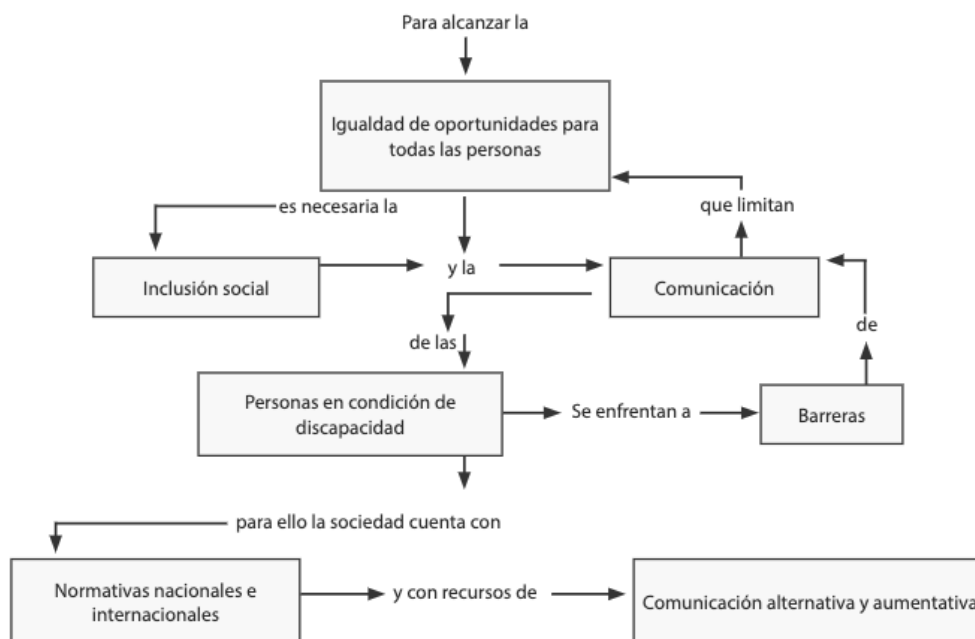 Para alcanzar la
Igualdad de oportunidades para
todas las personas
es necesaria la
que limitan
Inclusión social
y la
Comunicación
de las
de
Personas en condición de
discapacidad
Se enfrentan a
Barreras
para ello la sociedad cuenta con
Normativas nacionales e
internacionales
y con recursos de
Comunicación alternativa y aumentativa